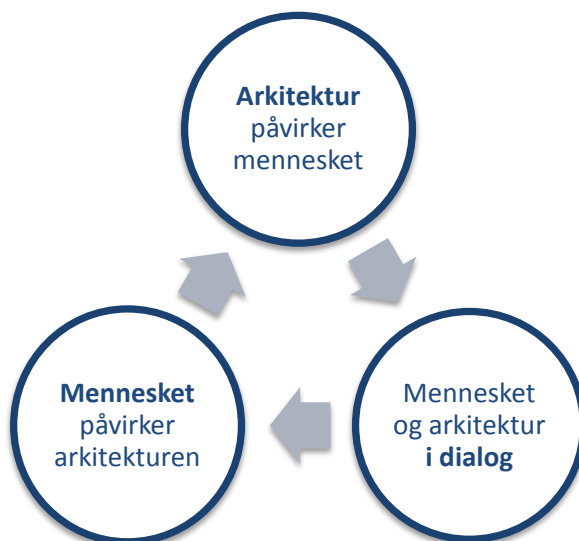 Arkitektur
påvirker
mennesket
Mennesket
og arkitektur
i dialog
Mennesket
påvirker
arkitekturen